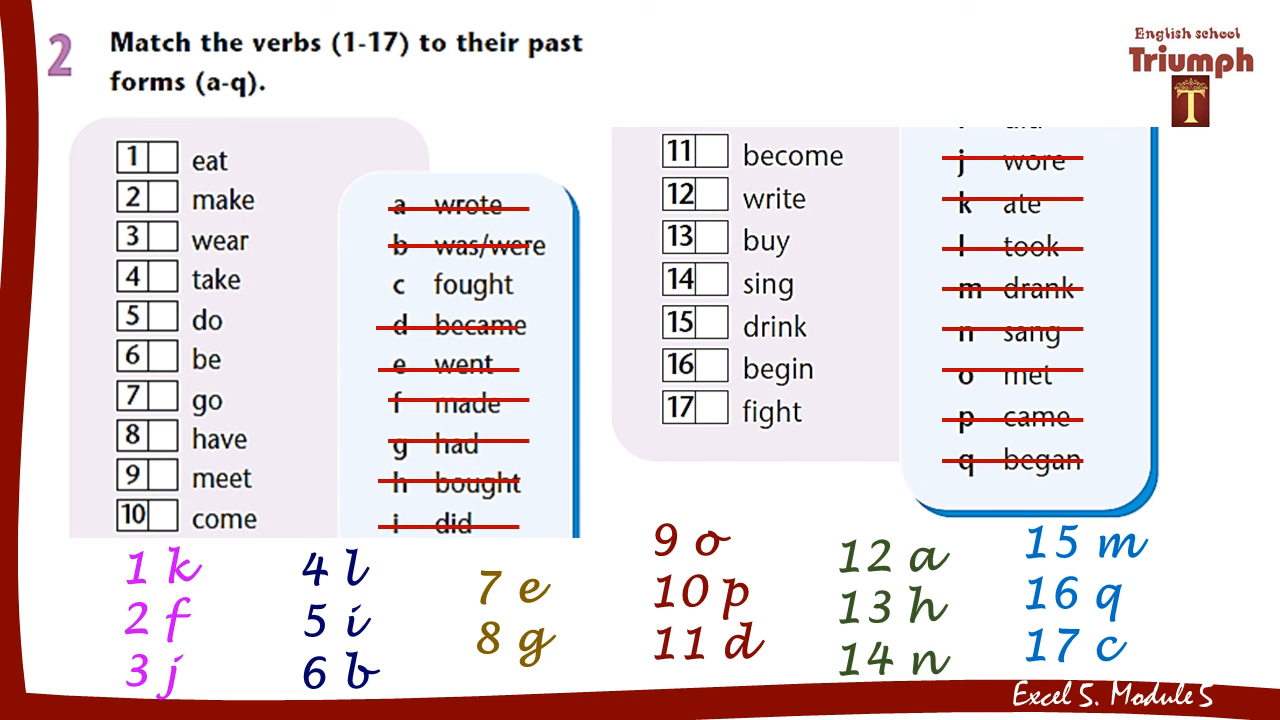 2 Match the verbs (1-17) to their past
forms (a-q).
English school
Triumph
T
1 eat
2 make
3 wear
4 take
5 do
6 be
7 go
8 have
9 meet
10 come
a wrote
b was/were
c fought
d became
e went
f made
g had
h bought
i did
11 become
12 write
13 buy
14 sing
15 drink
16 begin
17 fight
j wore
k ate
l took
m drank
n sang
o met
p came
q began
1 k
2 f
3 j
4 l
5 i
6 b
7 e
8 g
9 o
10 p
11 d
12 a
13 h
14 n
15 m
16 q
17 c
Excel 5. Module 5